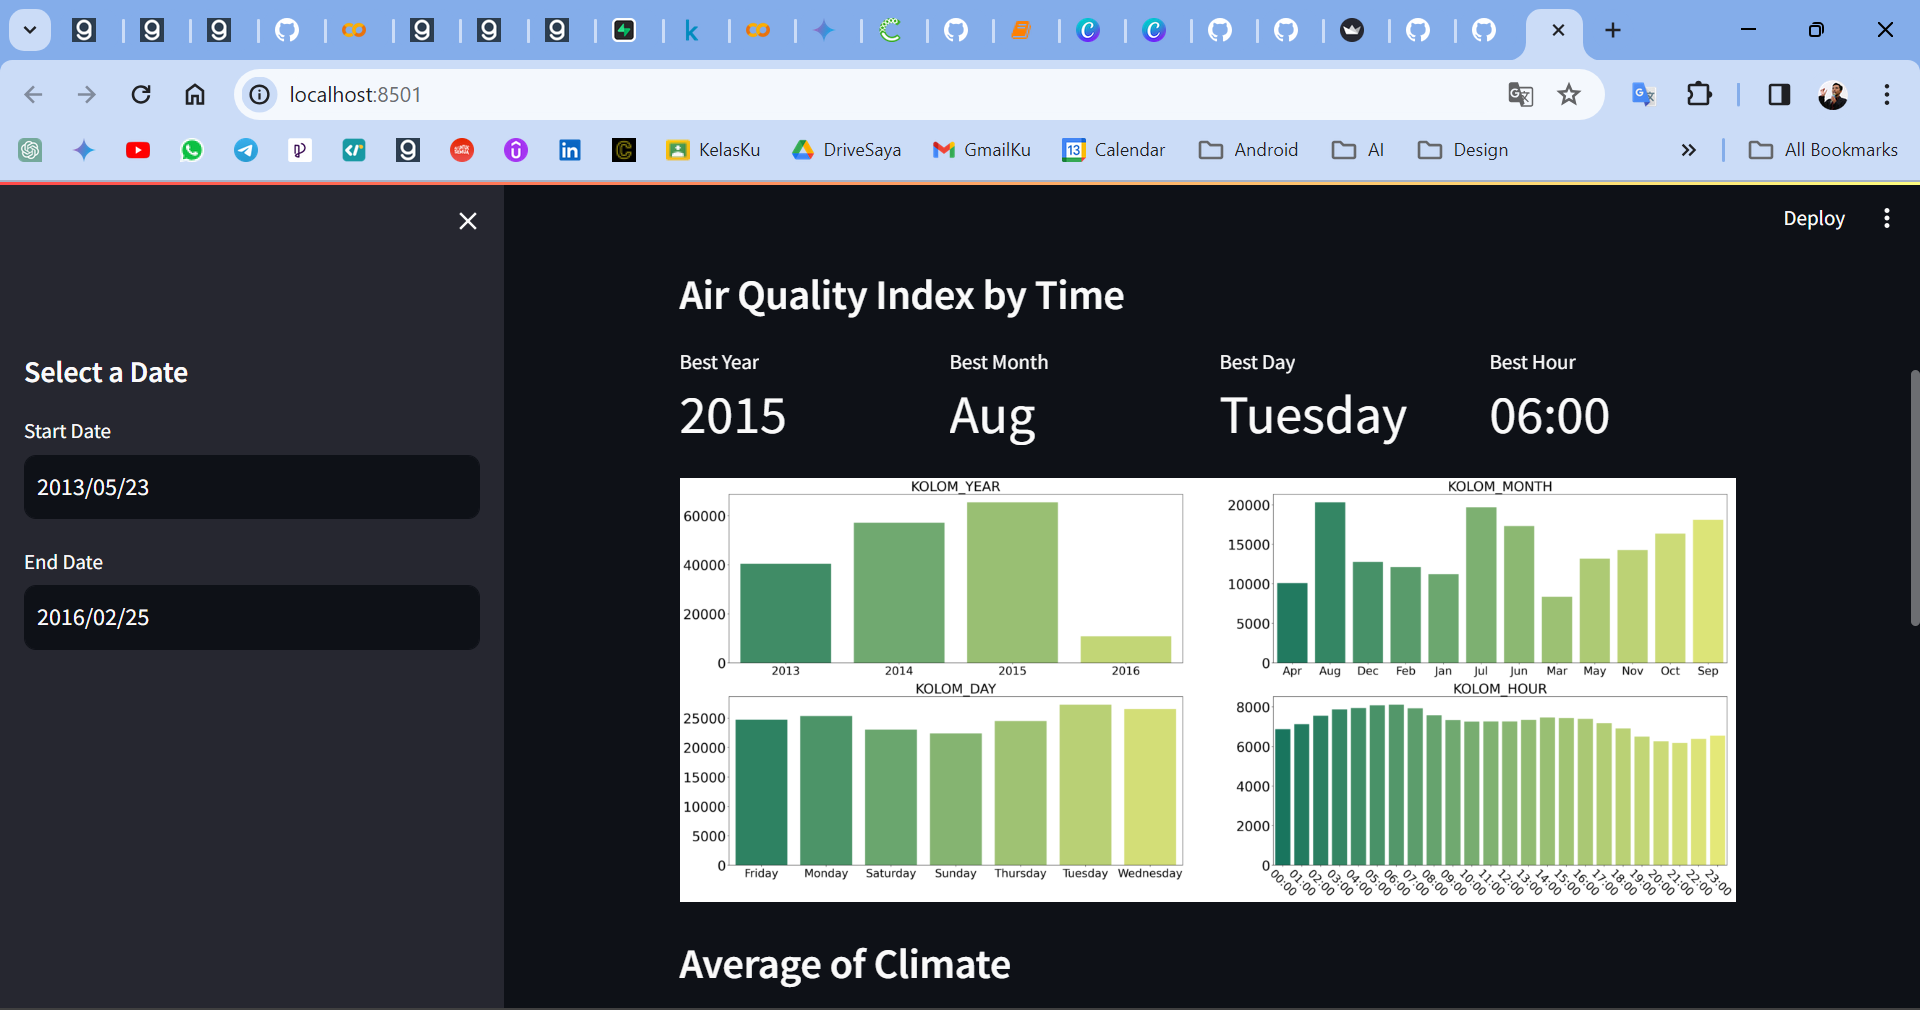 localhost:8501
KelasKu DriveSaya GmailKu 13 Calendar Android AI Design All Bookmarks
Deploy
Select a Date
Start Date
2013/05/23
End Date
2016/02/25
Air Quality Index by Time
Best Year Best Month Best Day Best Hour
2015 Aug Tuesday 06:00
KOLOM_YEAR
60000
40000
20000
0
2013 2014 2015 2016
KOLOM_MONTH
20000
15000
10000
5000
0
Apr Aug Dec Feb Jan Jul Jun Mar May Nov Oct Sep
KOLOM_DAY
25000
20000
15000
10000
5000
0
Friday Monday Saturday Sunday Thursday Tuesday Wednesday
KOLOM_HOUR
8000
6000
4000
2000
0
00:00 01:00 02:00 03:00 04:00 05:00 06:00 07:00 08:00 09:00 10:00 11:00 12:00 13:00 14:00 15:00 16:00 17:00 18:00 19:00 20:00 21:00 22:00 23:00
Average of Climate